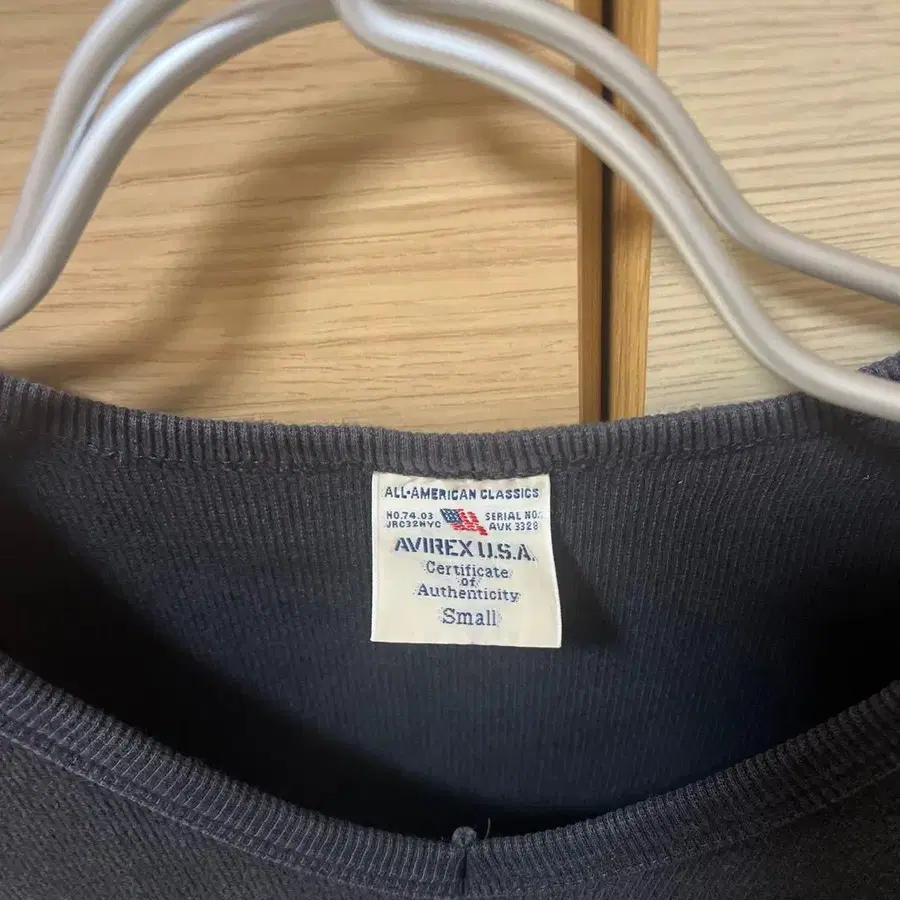 ALL-AMERICAN CLASSICS
NO.74.03 SERIAL NO.:
JRC32NYC AVK 3328
AVIREX U.S.A.
Certificate
of
Authenticity
Small